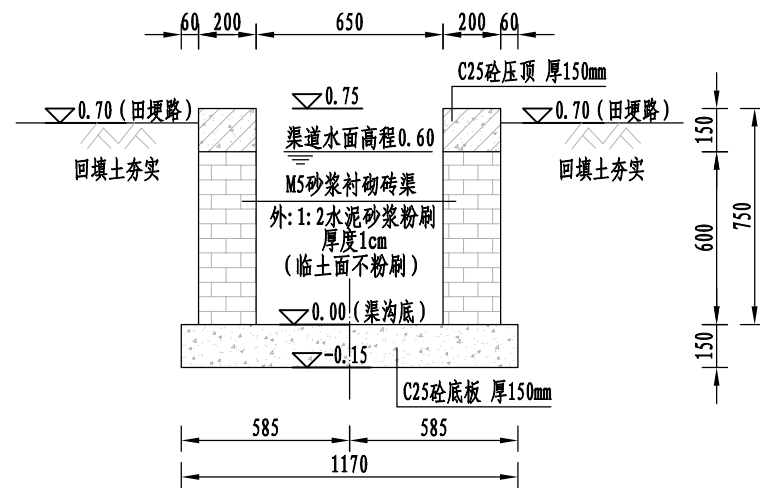 60 200 650 200 60
C25砼压顶 厚150mm
0.70(田埂路) 0.75 0.70(田埂路)
渠道水面高程0.60
回填土夯实 回填土夯实
M5砂浆衬砌砖渠
外:1:2水泥砂浆粉刷
厚度1cm
(临土面不粉刷)
150
600
750
0.00(渠沟底)
-0.15
150
C25砼底板 厚150mm
585 585
1170